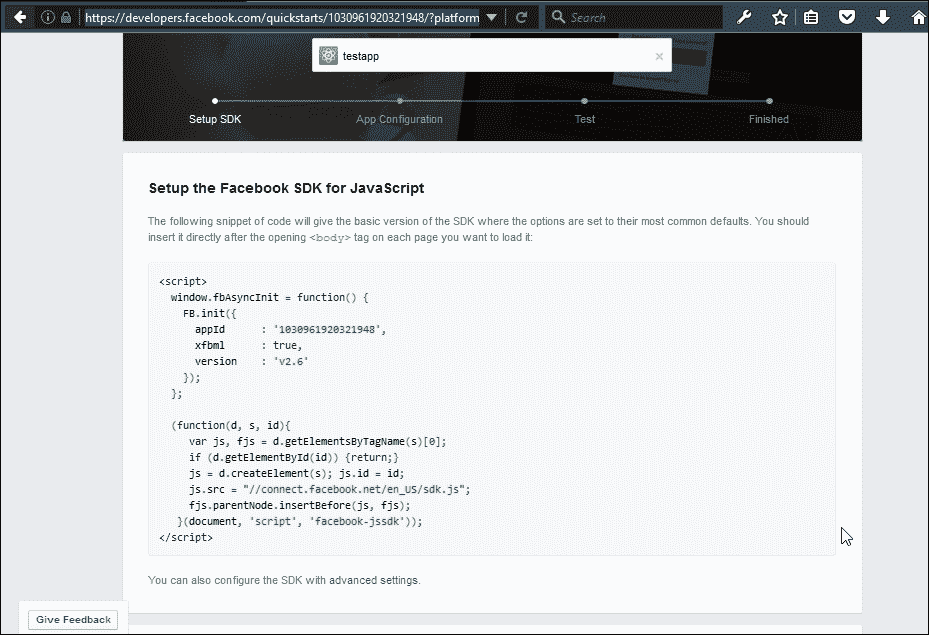 https://developers.facebook.com/quickstarts/1030961920321948/?platform
Search
testapp
Setup SDK
App Configuration
Test
Finished
Setup the Facebook SDK for JavaScript
The following snippet of code will give the basic version of the SDK where the options are set to their most common defaults. You should
insert it directly after the opening <body> tag on each page you want to load it:
<script>
window.fbAsyncInit = function() {
FB.init({
appId : '1030961920321948',
xfbml : true,
version : 'v2.6'
});
};
(function(d, s, id){
var js, fjs = d.getElementsByTagName(s)[0];
if (d.getElementById(id)) {return;}
js = d.createElement(s); js.id = id;
js.src = "//connect.facebook.net/en_US/sdk.js";
fjs.parentNode.insertBefore(js, fjs);
}(document, 'script', 'facebook-jssdk'));
</script>
You can also configure the SDK with advanced settings.
Give Feedback